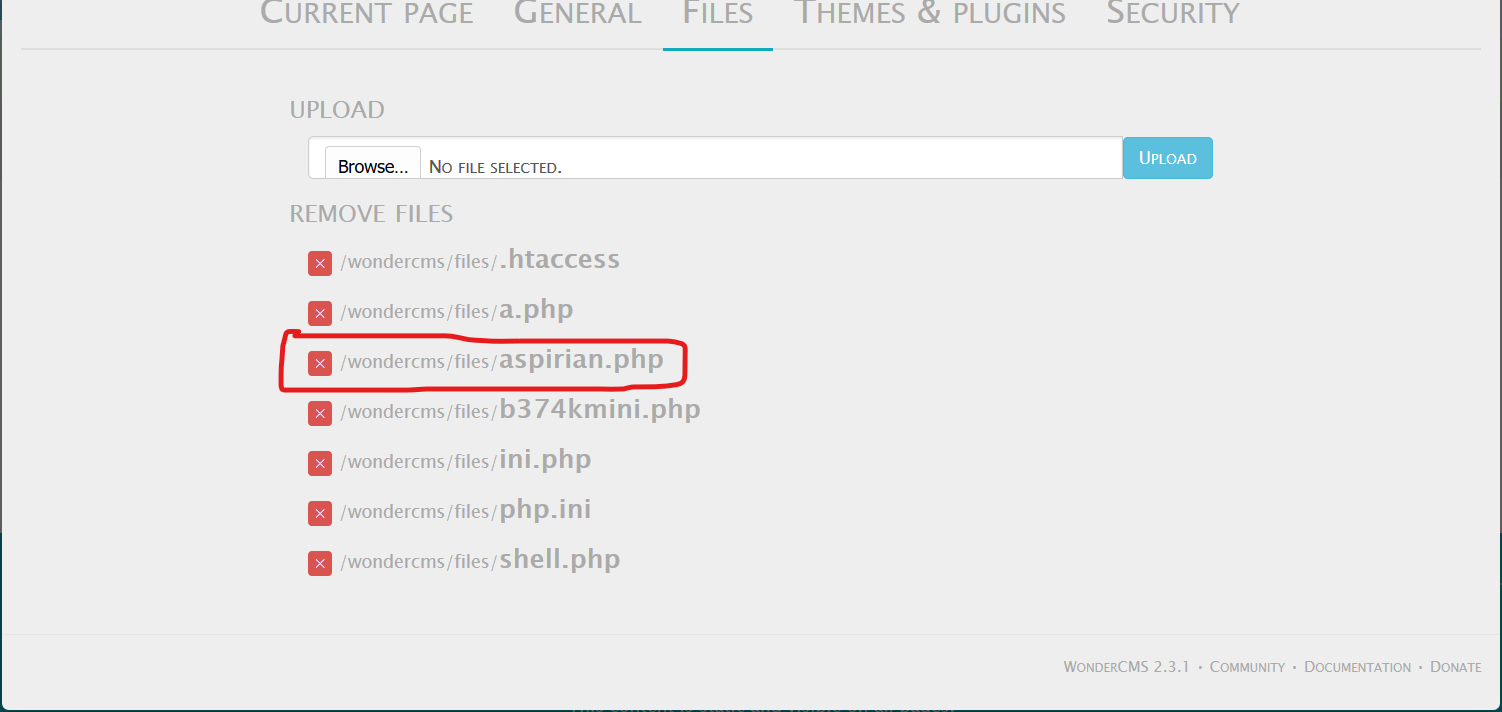 Current page General Files Themes & plugins Security
UPLOAD
Browse... No file selected. Upload
REMOVE FILES
× /wondercms/files/.htaccess
× /wondercms/files/a.php
× /wondercms/files/aspirian.php
× /wondercms/files/b374kmini.php
× /wondercms/files/ini.php
× /wondercms/files/php.ini
× /wondercms/files/shell.php
WonderCMS 2.3.1 • Community • Documentation • Donate